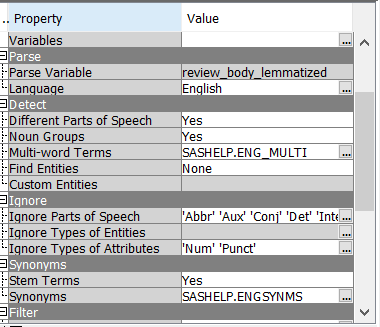 .. Property Value
Variables ...
Parse
Parse Variable review_body_lemmatized
Language English ...
Detect
Different Parts of Speech Yes
Noun Groups Yes
Multi-word Terms SASHELP.ENG_MULTI ...
Find Entities None
Custom Entities
Ignore
Ignore Parts of Speech 'Abbr' 'Aux' 'Conj' 'Det' 'Inte ...
Ignore Types of Entities ...
Ignore Types of Attributes 'Num' 'Punct' ...
Synonyms
Stem Terms Yes
Synonyms SASHELP.ENGSYNMS ...
Filter